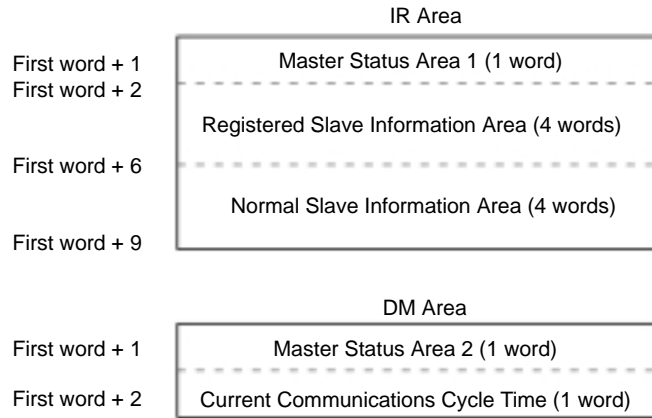 IR Area
First word + 1
Master Status Area 1 (1 word)
First word + 2
Registered Slave Information Area (4 words)
First word + 6
Normal Slave Information Area (4 words)
First word + 9
DM Area
First word + 1
Master Status Area 2 (1 word)
First word + 2
Current Communications Cycle Time (1 word)